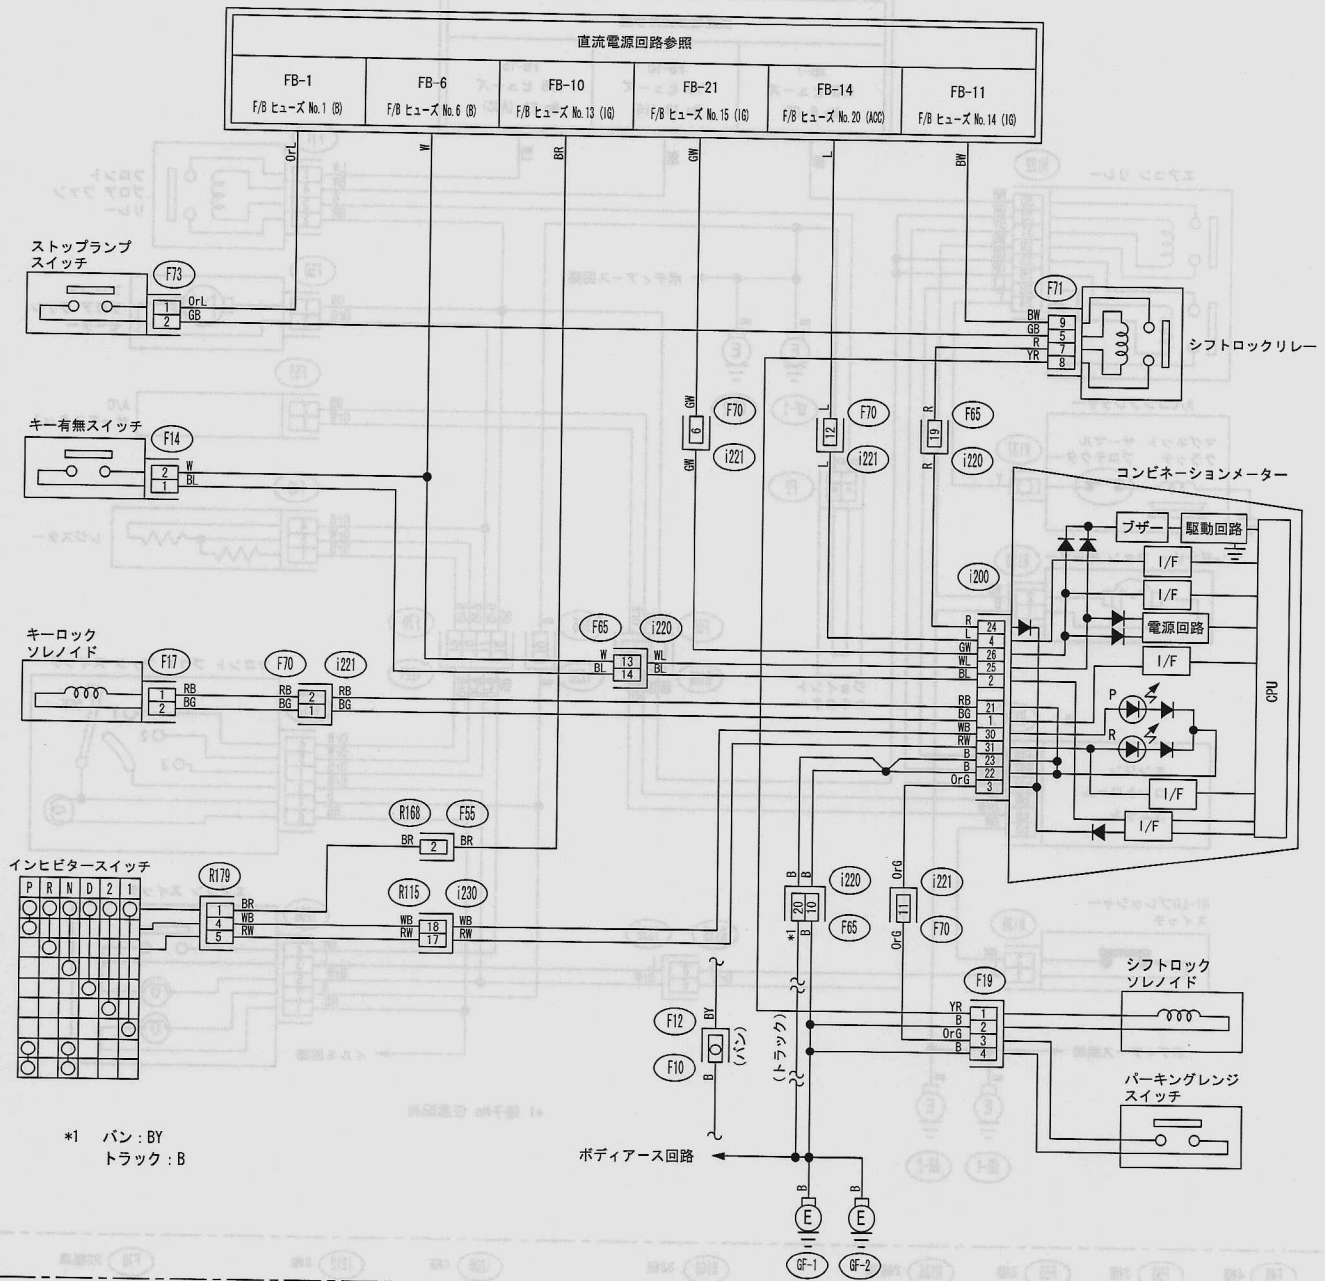 直流電源回路参照
FB-1
F/B ヒューズ No.1 (B)
FB-6
F/B ヒューズ No.6 (B)
FB-10
F/B ヒューズ No.13 (IG)
FB-21
F/B ヒューズ No.15 (IG)
FB-14
F/B ヒューズ No.20 (ACC)
FB-11
F/B ヒューズ No.14 (IG)
OrL
W
BR
GW
L
BW
ストップランプ
スイッチ
F73
1 OrL
2 GB
F71
BW 9
GB 5
R 7
YR 8
シフトロックリレー
キー有無スイッチ
F14
2 W
1 BL
GW
6
GW
F70
i221
L
12
L
F70
i221
R
19
R
F65
i220
コンビネーションメーター
ブザー
駆動回路
I/F
I/F
電源回路
I/F
CPU
P
R
I/F
I/F
i200
R 24
L 4
GW 26
WL 25
BL 2
RB 21
BG 1
WB 30
RW 31
B 23
B 22
OrG 3
キーロック
ソレノイド
F17
1 RB
2 BG
F70
i221
RB 2 RB
BG 1 BG
F65
i220
W 13 WL
BL 14 BL
R168
F55
BR 2 BR
インヒビタースイッチ
P R N D 2 1
R179
1 BR
4 WB
5 RW
R115
i230
WB 18 WB
RW 17 RW
B B
20 10
*1 B
i220
F65
OrG
11
OrG
i221
F70
F12
F10
BY
B
(バン)
(トラック)
F19
YR 1
B 2
OrG 3
B 4
シフトロック
ソレノイド
パーキングレンジ
スイッチ
*1 バン : BY
トラック : B
ボディアース回路
B
B
E
E
GF-1
GF-2